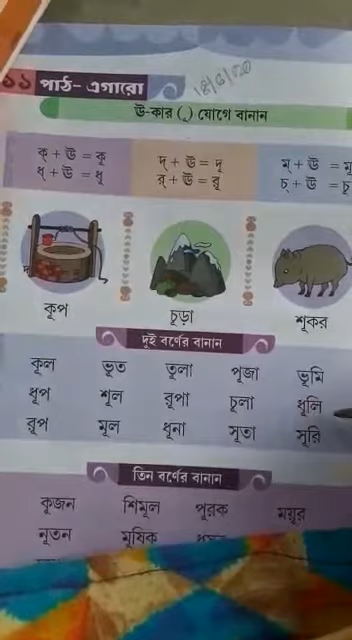 ১১ পাঠ- এগারো
ঊ-কার (ূ) যোগে বানান
ক্ + ঊ = কূ দ্ + ঊ = দূ ম্ + ঊ = মূ
ধ্ + ঊ = ধূ র্ + ঊ = রূ চ্ + ঊ = চূ
কূপ চূড়া শূকর
দুই বর্ণের বানান
কূল ভূত তূলা পূজা ভূমি
ধূপ শূল রূপা চূলা ধূলি
রূপ মূল ধূনা সূতা সূরি
তিন বর্ণের বানান
কূজন শিমূল পূরক ময়ূর
নূতন মূষিক